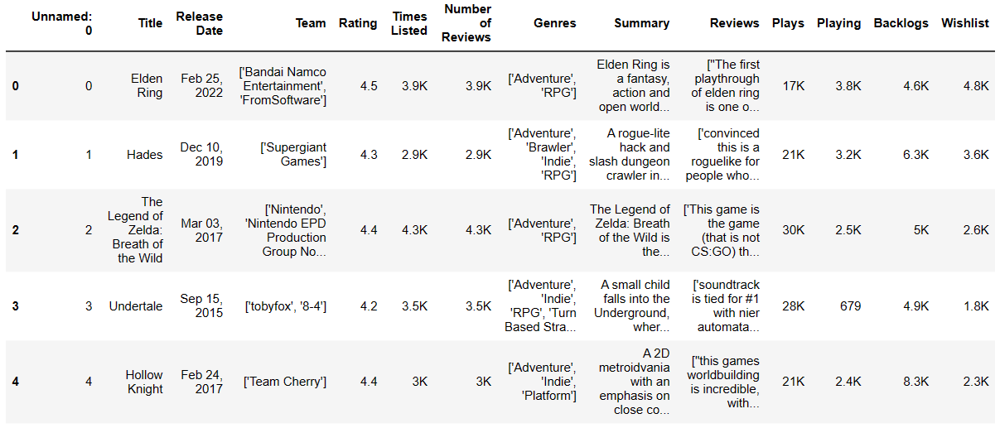 Unnamed: 0 Title Release Date Team Rating Times Listed Number of Reviews Genres Summary Reviews Plays Playing Backlogs Wishlist
0 0 Elden Ring Feb 25, 2022 ['Bandai Namco Entertainment', 'FromSoftware'] 4.5 3.9K 3.9K ['Adventure', 'RPG'] Elden Ring is a fantasy, action and open world... ["The first playthrough of elden ring is one o... 17K 3.8K 4.6K 4.8K
1 1 Hades Dec 10, 2019 ['Supergiant Games'] 4.3 2.9K 2.9K ['Adventure', 'Brawler', 'Indie', 'RPG'] A rogue-lite hack and slash dungeon crawler in... ['convinced this is a roguelike for people who... 21K 3.2K 6.3K 3.6K
2 2 The Legend of Zelda: Breath of the Wild Mar 03, 2017 ['Nintendo', 'Nintendo EPD Production Group No... 4.4 4.3K 4.3K ['Adventure', 'RPG'] The Legend of Zelda: Breath of the Wild is the... ['This game is the game (that is not CS:GO) th... 30K 2.5K 5K 2.6K
3 3 Undertale Sep 15, 2015 ['tobyfox', '8-4'] 4.2 3.5K 3.5K ['Adventure', 'Indie', 'RPG', 'Turn Based Stra... A small child falls into the Underground, wher... ['soundtrack is tied for #1 with nier automata... 28K 679 4.9K 1.8K
4 4 Hollow Knight Feb 24, 2017 ['Team Cherry'] 4.4 3K 3K ['Adventure', 'Indie', 'Platform'] A 2D metroidvania with an emphasis on close co... ["this games worldbuilding is incredible, with... 21K 2.4K 8.3K 2.3K